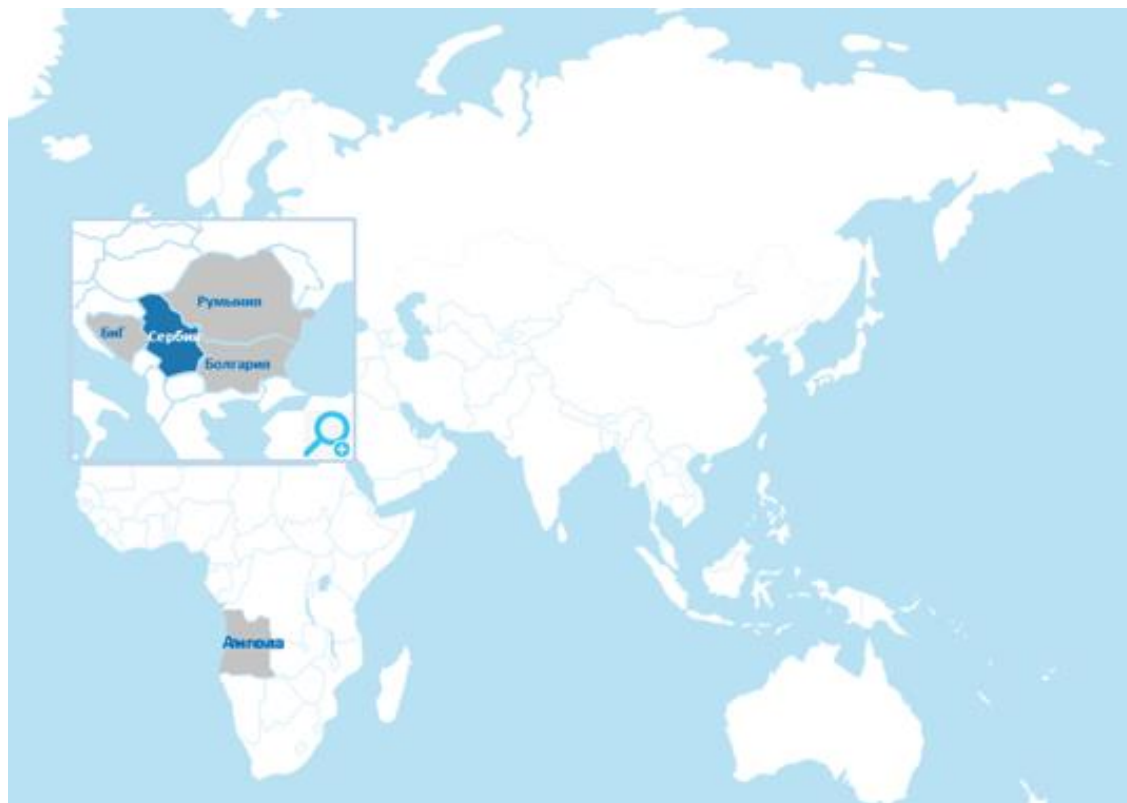 Румыния
БиГ
Сербия
Болгария
Ангола